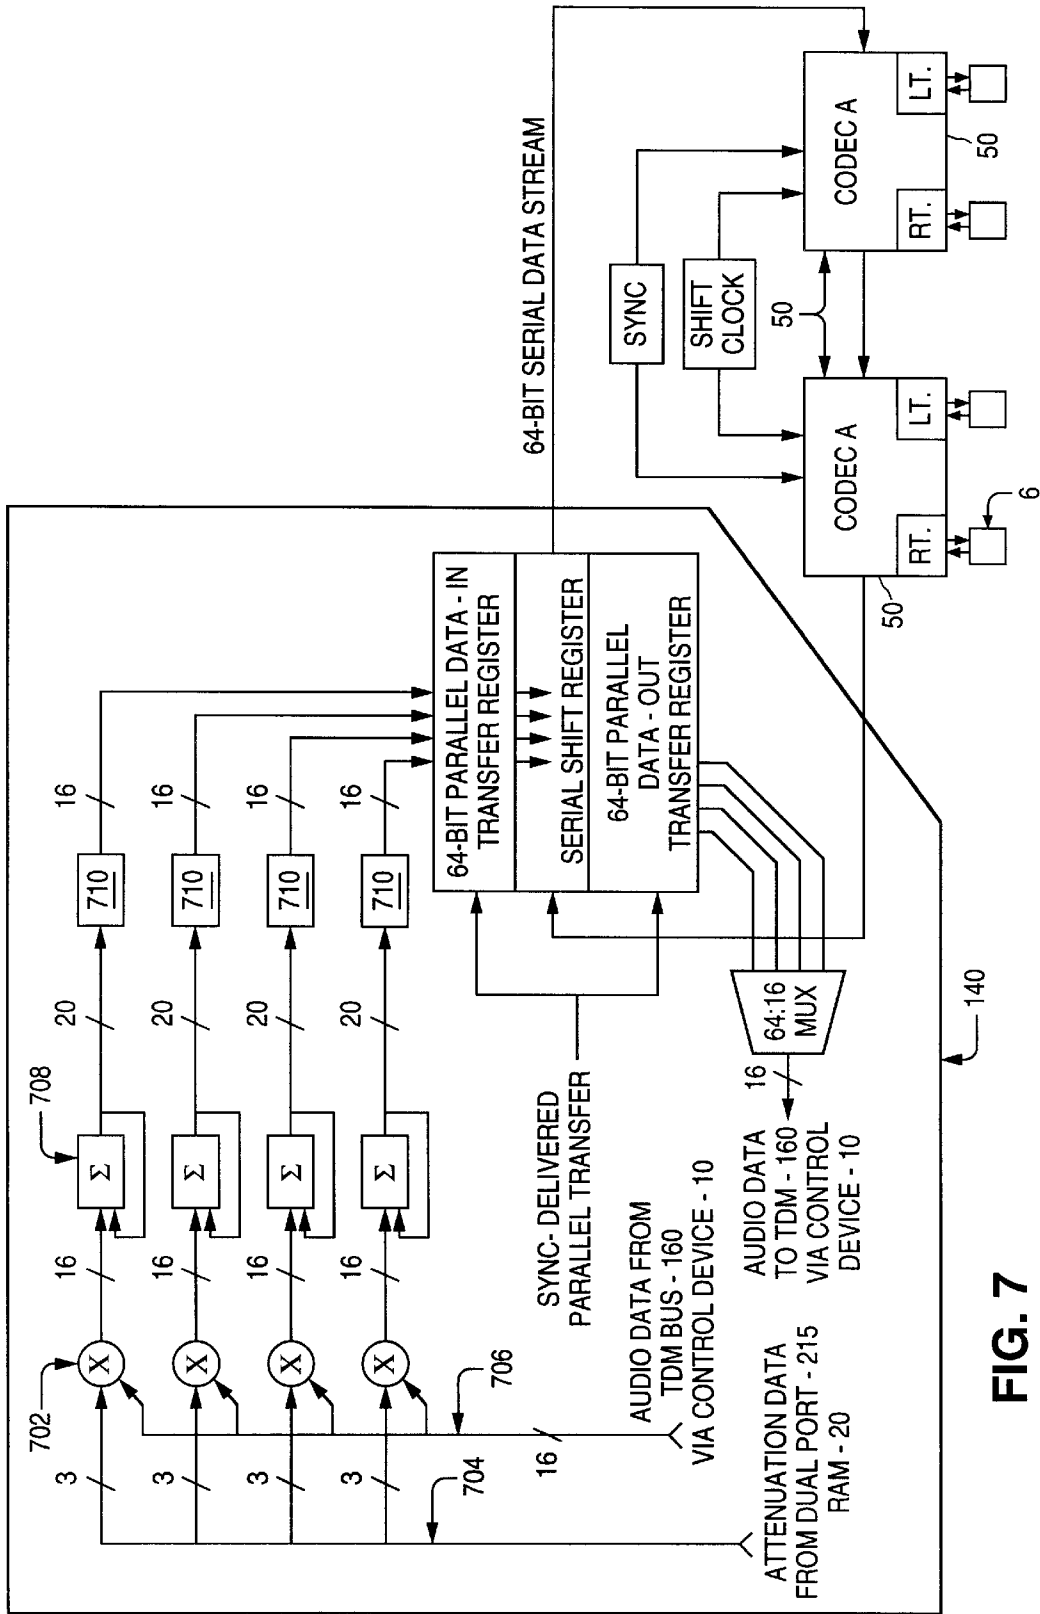 702
708
3
16
20
710
16
3
16
20
710
16
3
16
20
710
16
3
16
20
710
16
X
X
X
X
Σ
Σ
Σ
Σ
704
706
16
SYNC- DELIVERED
PARALLEL TRANSFER
AUDIO DATA FROM
TDM BUS - 160
VIA CONTROL DEVICE - 10
ATTENUATION DATA
FROM DUAL PORT - 215
RAM - 20
64-BIT PARALLEL DATA - IN
TRANSFER REGISTER
SERIAL SHIFT REGISTER
64-BIT PARALLEL
DATA - OUT
TRANSFER REGISTER
64:16
MUX
16
AUDIO DATA
TO TDM - 160
VIA CONTROL
DEVICE - 10
140
64-BIT SERIAL DATA STREAM
SYNC
SHIFT
CLOCK
50
CODEC A
RT.
LT.
50
6
CODEC A
RT.
LT.
50
FIG. 7